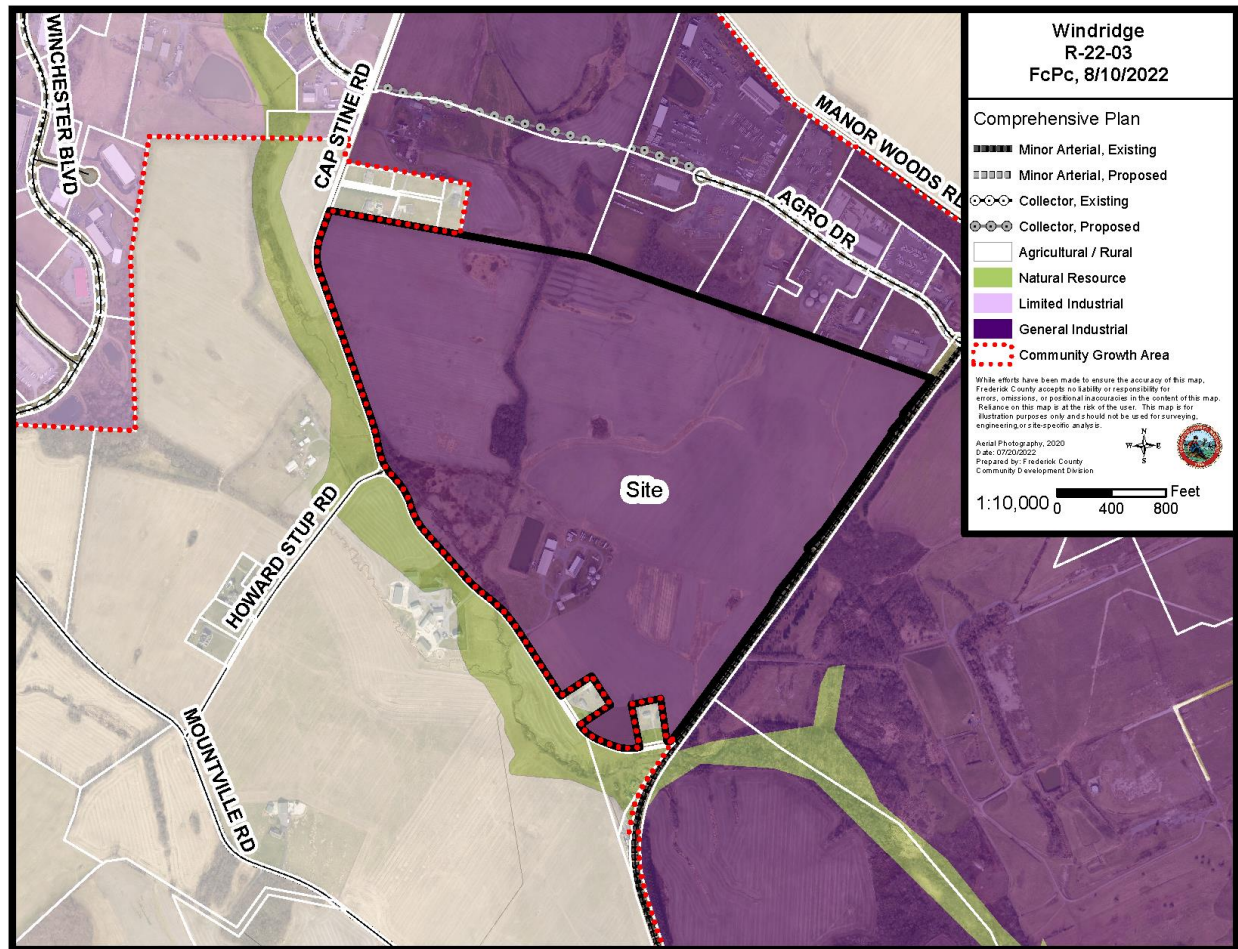 WINCHESTER BLVD
CAP STINE RD
MANOR WOODS RD
AGRO DR
Site
HOWARD STUP RD
MOUNTVILLE RD
Windridge
R-22-03
FcPc, 8/10/2022
Comprehensive Plan
Minor Arterial, Existing
Minor Arterial, Proposed
Collector, Existing
Collector, Proposed
Agricultural / Rural
Natural Resource
Limited Industrial
General Industrial
Community Growth Area
While efforts have been made to ensure the accuracy of this map,
Frederick County accepts no liability or responsibility for
errors, omissions, or positional inaccuracies in the content of this map.
Reliance on this map is at the risk of the user. This map is for
illustration purposes only and should not be used for surveying,
engineering, or site-specific analysis.
Aerial Photography, 2020
Date: 07/20/2022
Prepared by: Frederick County
Community Development Division
N
W E
S
1:10,000 0 400 800 Feet